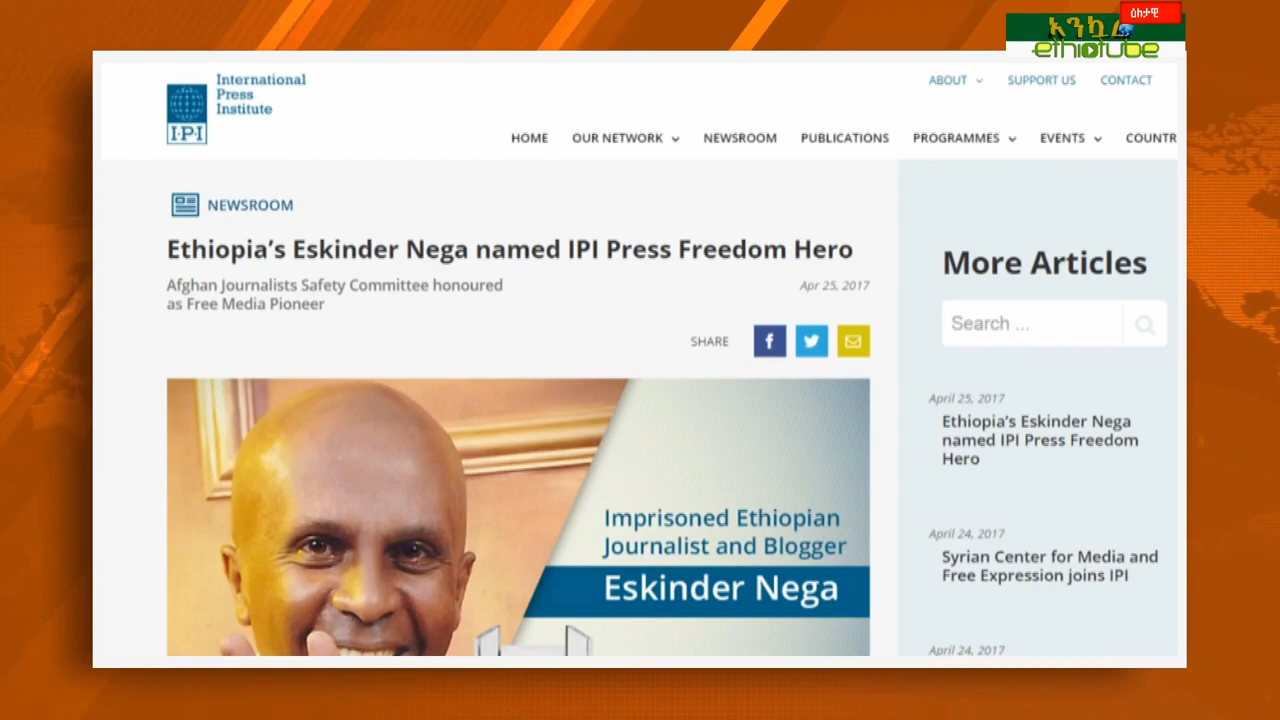 ዕለታዊ
አንኳር
ethiotube
International
Press
Institute
I·P·I
ABOUT
SUPPORT US
CONTACT
HOME
OUR NETWORK
NEWSROOM
PUBLICATIONS
PROGRAMMES
EVENTS
COUNTR
NEWSROOM
Ethiopia’s Eskinder Nega named IPI Press Freedom Hero
Afghan Journalists Safety Committee honoured
as Free Media Pioneer
Apr 25, 2017
SHARE
Imprisoned Ethiopian
Journalist and Blogger
Eskinder Nega
More Articles
Search ...
April 25, 2017
Ethiopia’s Eskinder Nega
named IPI Press Freedom
Hero
April 24, 2017
Syrian Center for Media and
Free Expression joins IPI
April 24, 2017